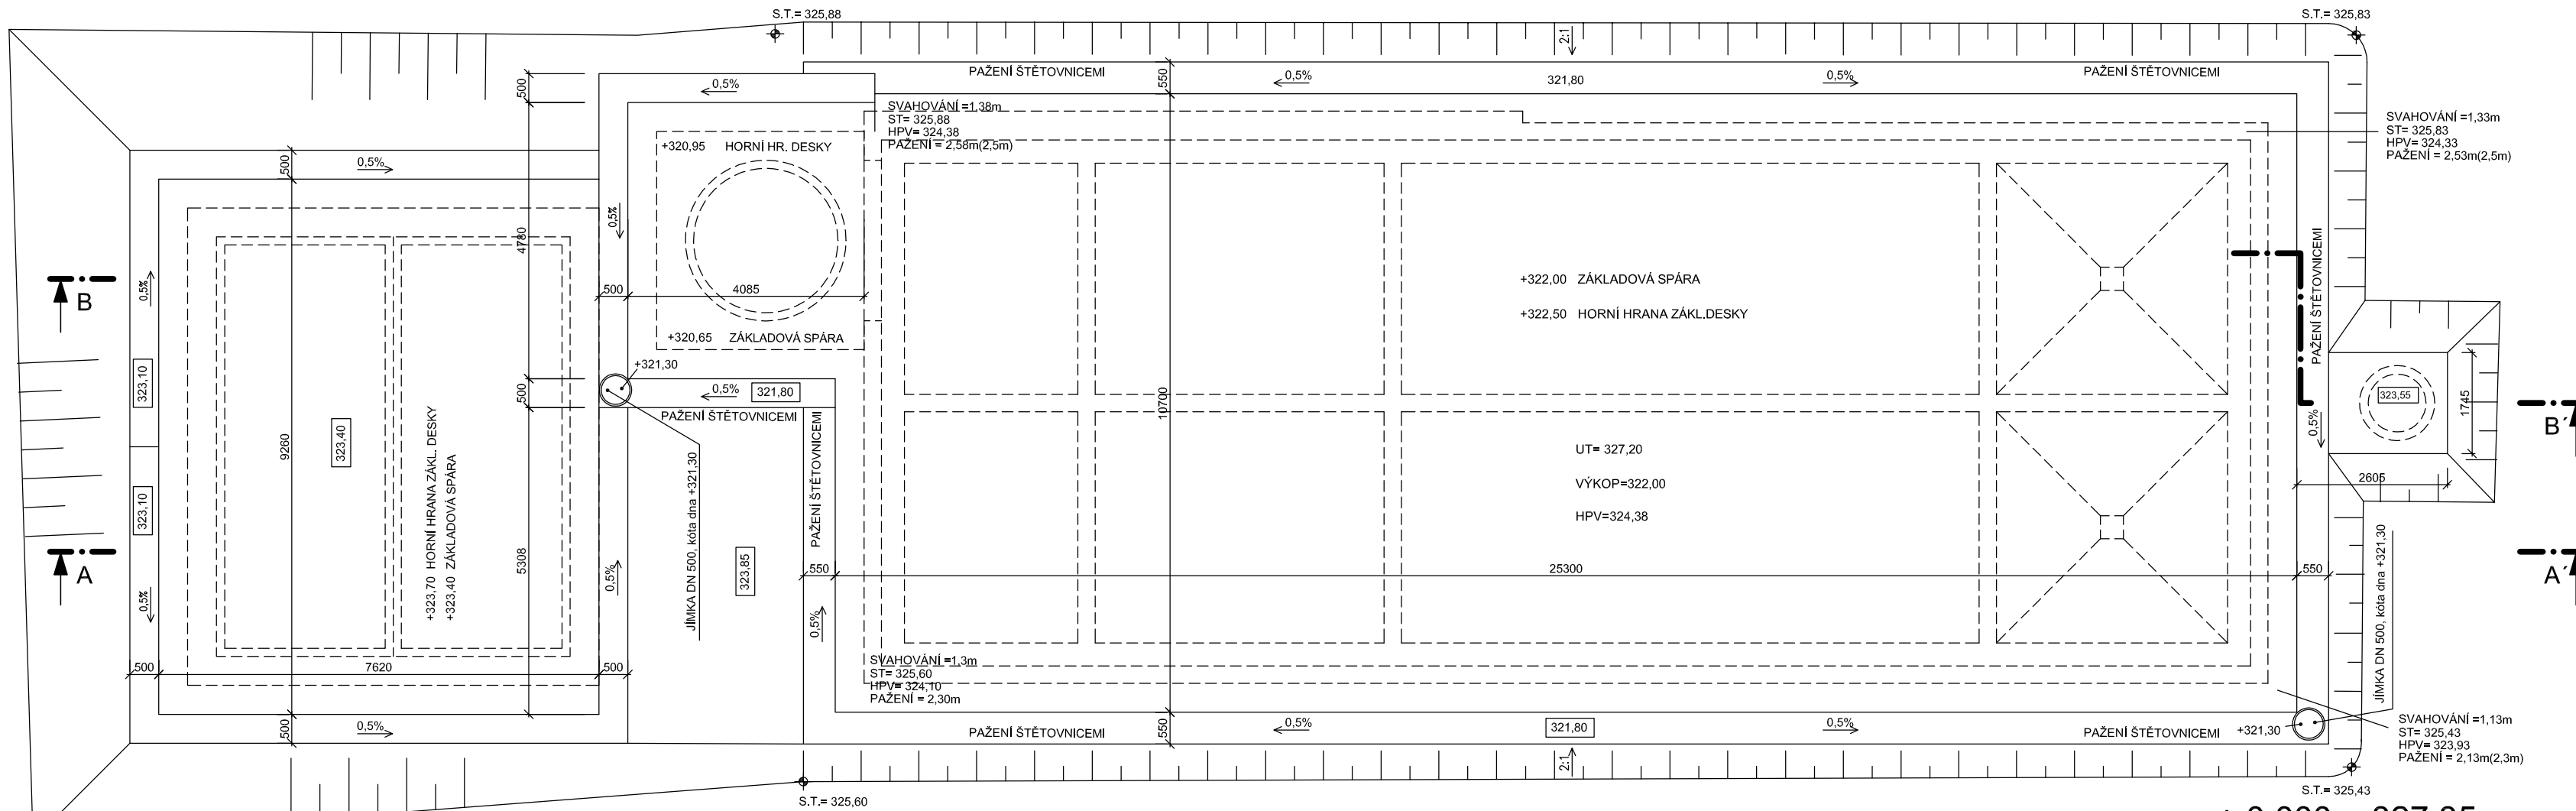 S.T.= 325,88
S.T.= 325,83
2:1
PAŽENÍ ŠTĚTOVNICEMI
550
0,5%
321,80
0,5%
PAŽENÍ ŠTĚTOVNICEMI
500
0,5%
SVAHOVÁNÍ =1,38m
ST= 325,88
HPV= 324,38
PAŽENÍ = 2,58m(2,5m)
SVAHOVÁNÍ =1,33m
ST= 325,83
HPV= 324,33
PAŽENÍ = 2,53m(2,5m)
+320,95 HORNÍ HR. DESKY
500
0,5%
0,5%
4780
PAŽENÍ ŠTĚTOVNICEMI
B
0,5%
500
4085
+322,00 ZÁKLADOVÁ SPÁRA
+322,50 HORNÍ HRANA ZÁKL.DESKY
+320,65 ZÁKLADOVÁ SPÁRA
+321,30
323,10
500
0,5%
321,80
PAŽENÍ ŠTĚTOVNICEMI
10700
323,55
1745
B´
0,5%
323,40
9260
+323,70 HORNÍ HRANA ZÁKL. DESKY
+323,40 ZÁKLADOVÁ SPÁRA
UT= 327,20
VÝKOP=322,00
HPV=324,38
2605
323,10
PAŽENÍ ŠTĚTOVNICEMI
JÍMKA DN 500, kóta dna +321,30
323,85
5308
A
0,5%
0,5%
0,5%
550
25300
550
A´
JÍMKA DN 500, kóta dna +321,30
500
7620
500
SVAHOVÁNÍ =1,3m
ST= 325,60
HPV= 324,10
PAŽENÍ = 2,30m
500
0,5%
PAŽENÍ ŠTĚTOVNICEMI
550
0,5%
321,80
0,5%
PAŽENÍ ŠTĚTOVNICEMI
+321,30
SVAHOVÁNÍ =1,13m
ST= 325,43
HPV= 323,93
PAŽENÍ = 2,13m(2,3m)
2:1
S.T.= 325,60
S.T.= 325,43